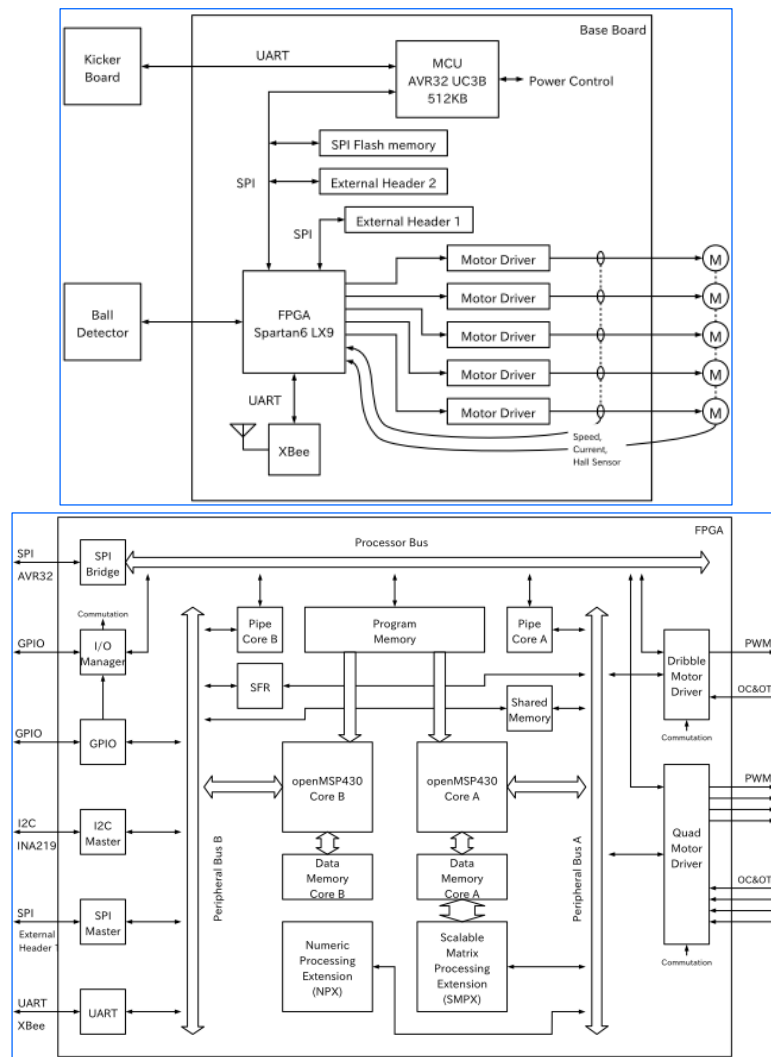 Base Board
Kicker
Board
UART
MCU
AVR32 UC3B
512KB
Power Control
SPI Flash memory
SPI
External Header 2
External Header 1
SPI
Motor Driver
M
Motor Driver
M
Ball
Detector
FPGA
Spartan6 LX9
Motor Driver
M
Motor Driver
M
Motor Driver
M
UART
XBee
Speed,
Current,
Hall Sensor
FPGA
Processor Bus
SPI
AVR32
SPI
Bridge
Commutation
GPIO
I/O
Manager
Pipe
Core B
Program
Memory
Pipe
Core A
Dribble
Motor
Driver
PWM
OC&OT
SFR
Shared
Memory
Commutation
GPIO
GPIO
openMSP430
Core B
openMSP430
Core A
PWM
I2C
INA219
I2C
Master
Peripheral Bus B
Data
Memory
Core B
Data
Memory
Core A
Peripheral Bus A
Quad
Motor
Driver
OC&OT
SPI
External
Header 1
SPI
Master
Numeric
Processing
Extension
(NPX)
Scalable
Matrix
Processing
Extension
(SMPX)
Commutation
UART
XBee
UART